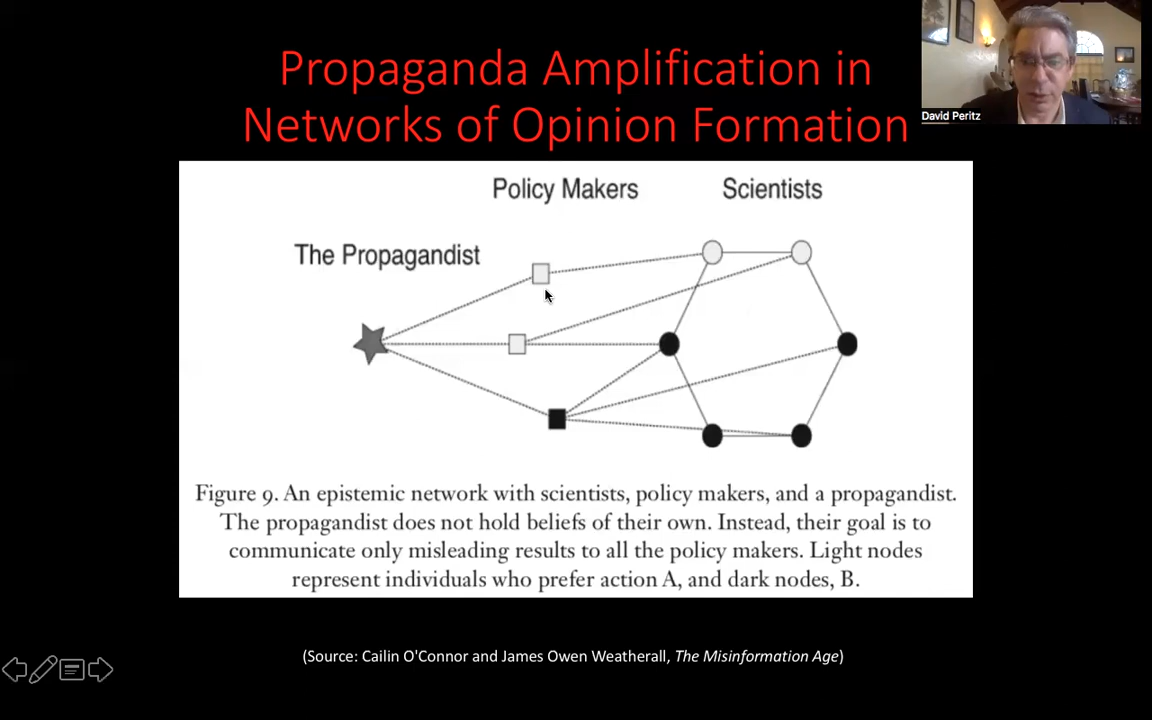 Propaganda Amplification in
Networks of Opinion Formation
David Peritz
Policy Makers
Scientists
The Propagandist
Figure 9. An epistemic network with scientists, policy makers, and a propagandist.
The propagandist does not hold beliefs of their own. Instead, their goal is to
communicate only misleading results to all the policy makers. Light nodes
represent individuals who prefer action A, and dark nodes, B.
(Source: Cailin O'Connor and James Owen Weatherall, The Misinformation Age)